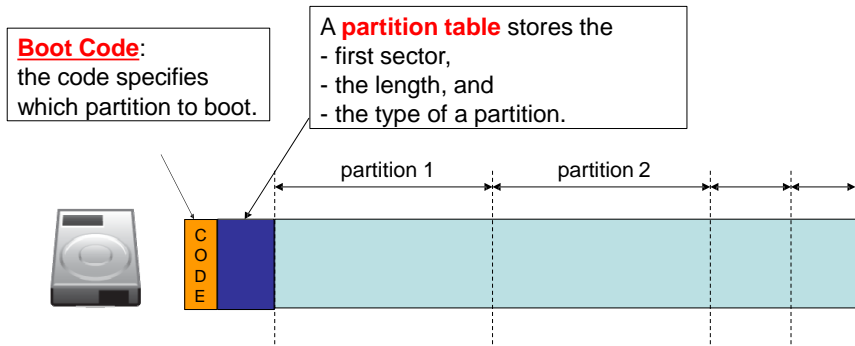 Boot Code:
the code specifies
which partition to boot.
A partition table stores the
- first sector,
- the length, and
- the type of a partition.
partition 1
partition 2
C
O
D
E